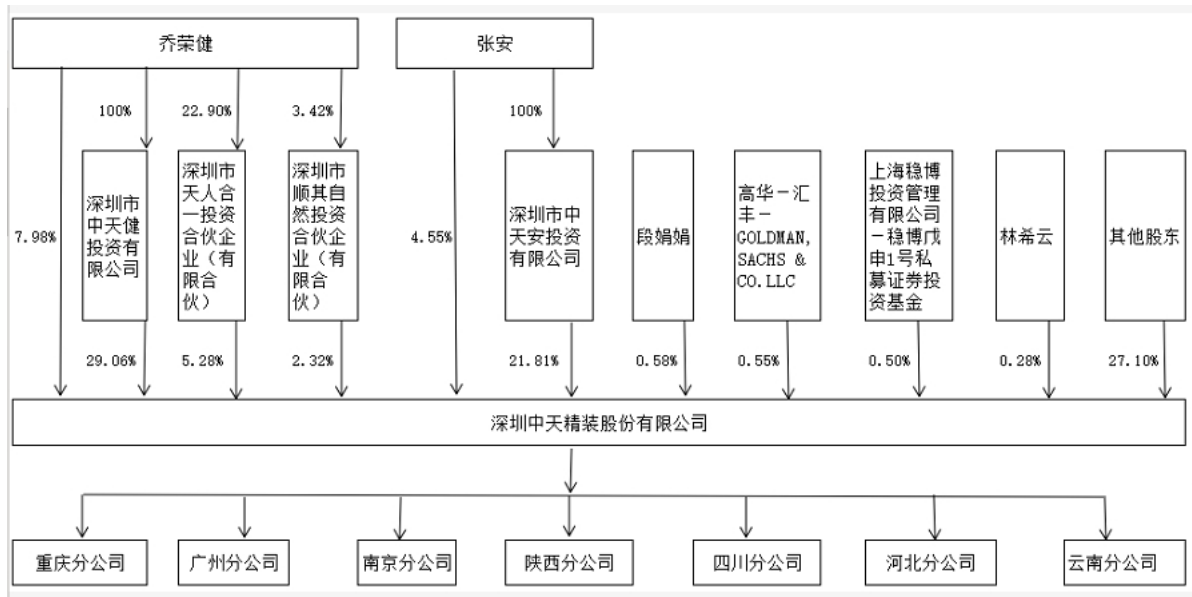 乔荣健
张安
100%
22.90%
3.42%
100%
7.98%
深圳市
中天健
投资有
限公司
深圳市
天人合
一投资
合伙企
业（有
限合
伙）
深圳市
顺其自
然投资
合伙企
业（有
限合
伙）
4.55%
深圳市中
天安投资
有限公司
段娟娟
高华－汇
丰－
GOLDMAN,
SACHS &
CO.LLC
上海稳博
投资管理
有限公司
－稳博戊
申1号私
募证券投
资基金
林希云
其他股东
29.06%
5.28%
2.32%
21.81%
0.58%
0.55%
0.50%
0.28%
27.10%
深圳中天精装股份有限公司
重庆分公司
广州分公司
南京分公司
陕西分公司
四川分公司
河北分公司
云南分公司